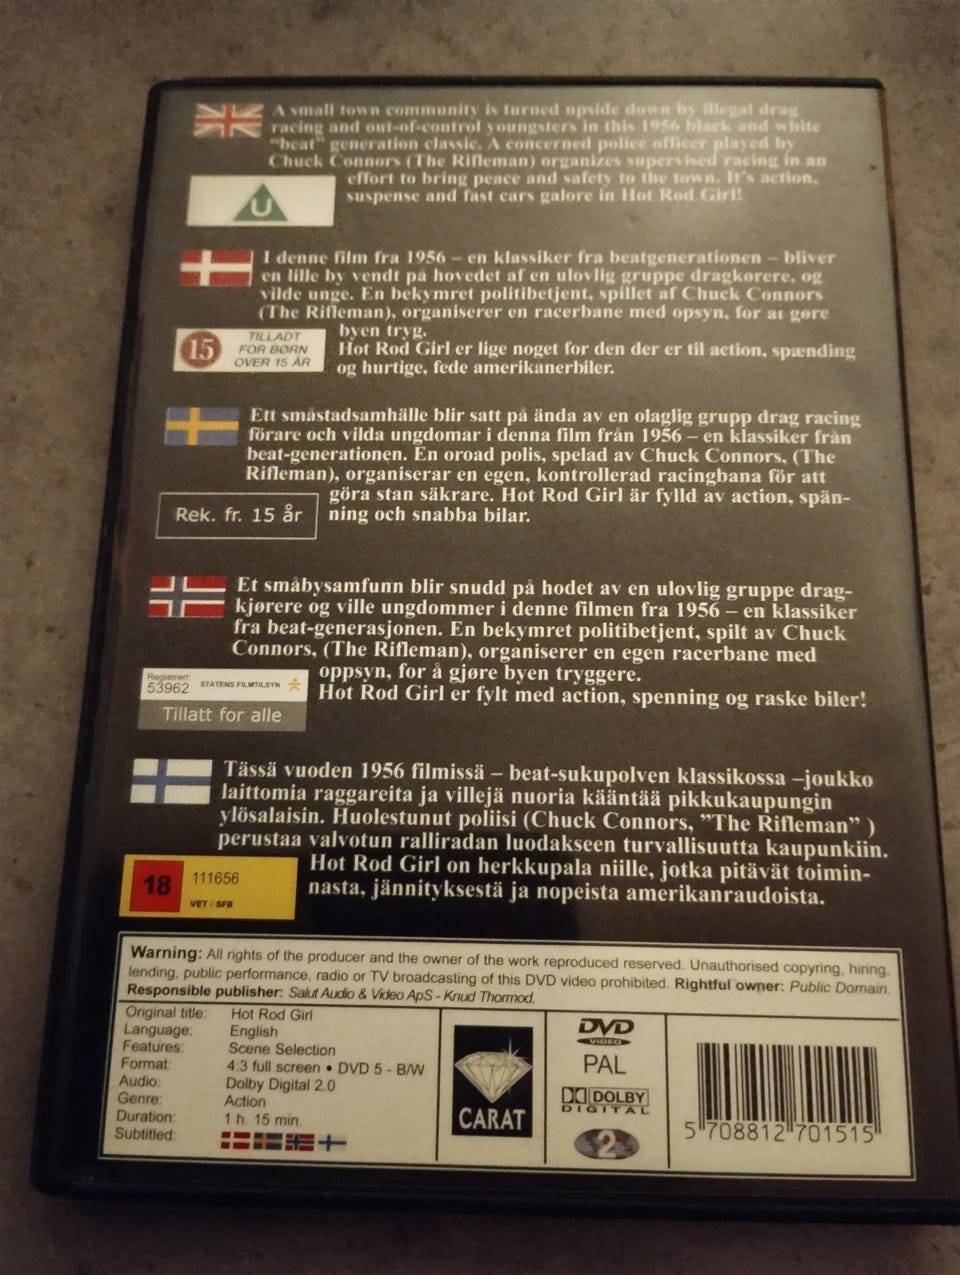 A small town community is turned upside down by illegal drag
racing and out-of-control youngsters in this 1956 black and white
"beat" generation classic. A concerned police officer played by
Chuck Connors (The Rifleman) organizes supervised racing in an
effort to bring peace and safety to the town. It's action,
suspense and fast cars galore in Hot Rod Girl!
U
I denne film fra 1956 – en klassiker fra beatgenerationen – bliver
en lille by vendt på hovedet af en ulovlig gruppe dragkørere, og
vilde unge. En bekymret politibetjent, spillet af Chuck Connors
(The Rifleman), organiserer en racerbane med opsyn, for at gøre
byen tryg.
Hot Rod Girl er lige noget for den der er til action, spænding
og hurtige, fede amerikanerbiler.
15
TILLADT
FOR BØRN
OVER 15 ÅR
Ett småstadsamhälle blir satt på ända av en olaglig grupp drag racing
förare och vilda ungdomar i denna film från 1956 – en klassiker från
beat-generationen. En oroad polis, spelad av Chuck Connors, (The
Rifleman), organiserar en egen, kontrollerad racingbana för att
göra stan säkrare. Hot Rod Girl är fylld av action, spän-
ning och snabba bilar.
Rek. fr. 15 år
Et småbysamfunn blir snudd på hodet av en ulovlig gruppe drag-
kjørere og ville ungdommer i denne filmen fra 1956 – en klassiker
fra beat-generasjonen. En bekymret politibetjent, spilt av Chuck
Connors, (The Rifleman), organiserer en egen racerbane med
oppsyn, for å gjøre byen tryggere.
Hot Rod Girl er fylt med action, spenning og raske biler!
Registrert
53962 STATENS FILMTILSYN
Tillatt for alle
Tässä vuoden 1956 filmissä – beat-sukupolven klassikossa –joukko
laittomia raggareita ja villejä nuoria kääntää pikkukaupungin
ylösalaisin. Huolestunut poliisi (Chuck Connors, ”The Rifleman” )
perustaa valvotun ralliradan luodakseen turvallisuutta kaupunkiin.
Hot Rod Girl on herkkupala niille, jotka pitävät toimin-
nasta, jännityksestä ja nopeista amerikanraudoista.
18 111656
VET / SFB
Warning: All rights of the producer and the owner of the work reproduced reserved. Unauthorised copyring, hiring,
lending, public performance, radio or TV broadcasting of this DVD video prohibited. Rightful owner: Public Domain.
Responsible publisher: Salut Audio & Video ApS - Knud Thormod.
Original title: Hot Rod Girl
Language: English
Features: Scene Selection
Format: 4:3 full screen • DVD 5 - B/W
Audio: Dolby Digital 2.0
Genre: Action
Duration: 1 h. 15 min.
Subtitled:
CARAT
DVD
VIDEO
PAL
DOLBY
DIGITAL
2
5 708812 701515